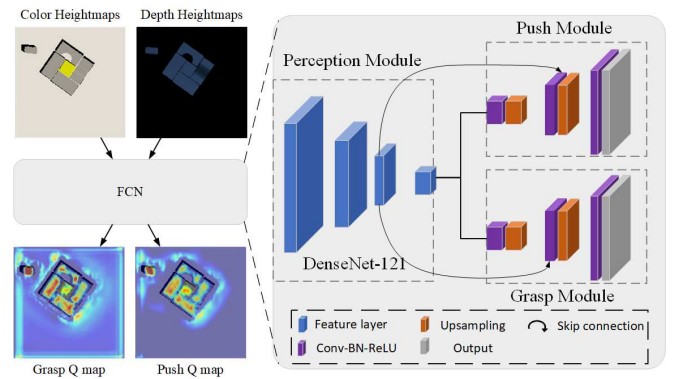 Color Heightmaps
Depth Heightmaps
FCN
Grasp Q map
Push Q map
Perception Module
DenseNet-121
Push Module
Grasp Module
Feature layer
Upsampling
Skip connection
Conv-BN-ReLU
Output